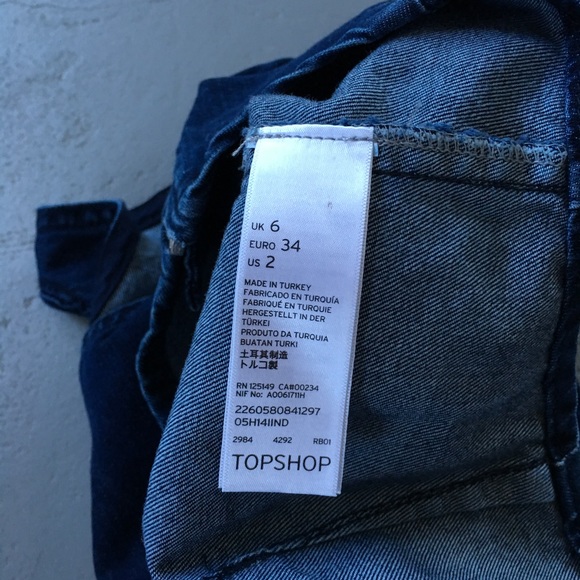 UK 6
EURO 34
US 2
MADE IN TURKEY
FABRICADO EN TURQUÍA
FABRIQUÉ EN TURQUIE
HERGESTELLT IN DER
TÜRKEI
PRODUTO DA TURQUIA
BUATAN TURKI
土耳其制造
トルコ製
RN 125149 CA#00234
NIF No: A0061711H
2260580841297
05H14IIND
2984 4292 RB01
TOPSHOP